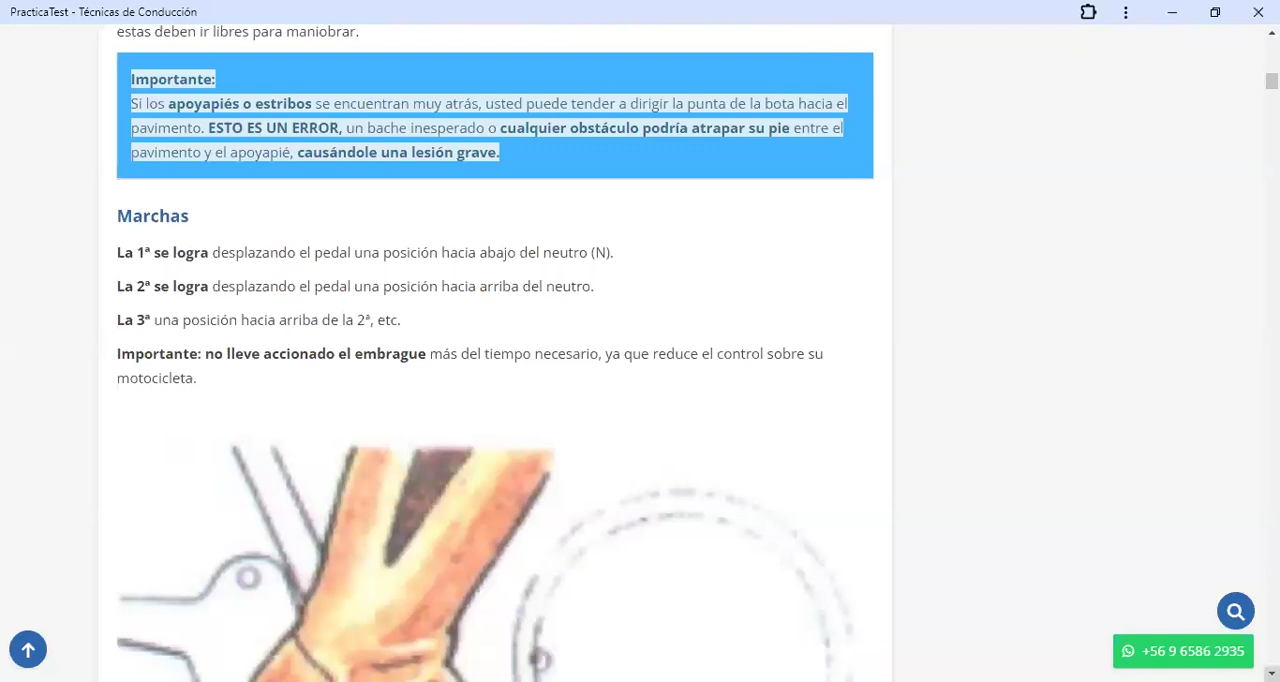 PracticaTest - Técnicas de Conducción
estas deben ir libres para maniobrar.
Importante:
Si los apoyapiés o estribos se encuentran muy atrás, usted puede tender a dirigir la punta de la bota hacia el
pavimento. ESTO ES UN ERROR, un bache inesperado o cualquier obstáculo podría atrapar su pie entre el
pavimento y el apoyapié, causándole una lesión grave.
Marchas
La 1ª se logra desplazando el pedal una posición hacia abajo del neutro (N).
La 2ª se logra desplazando el pedal una posición hacia arriba del neutro.
La 3ª una posición hacia arriba de la 2ª, etc.
Importante: no lleve accionado el embrague más del tiempo necesario, ya que reduce el control sobre su
motocicleta.
+56 9 6586 2935